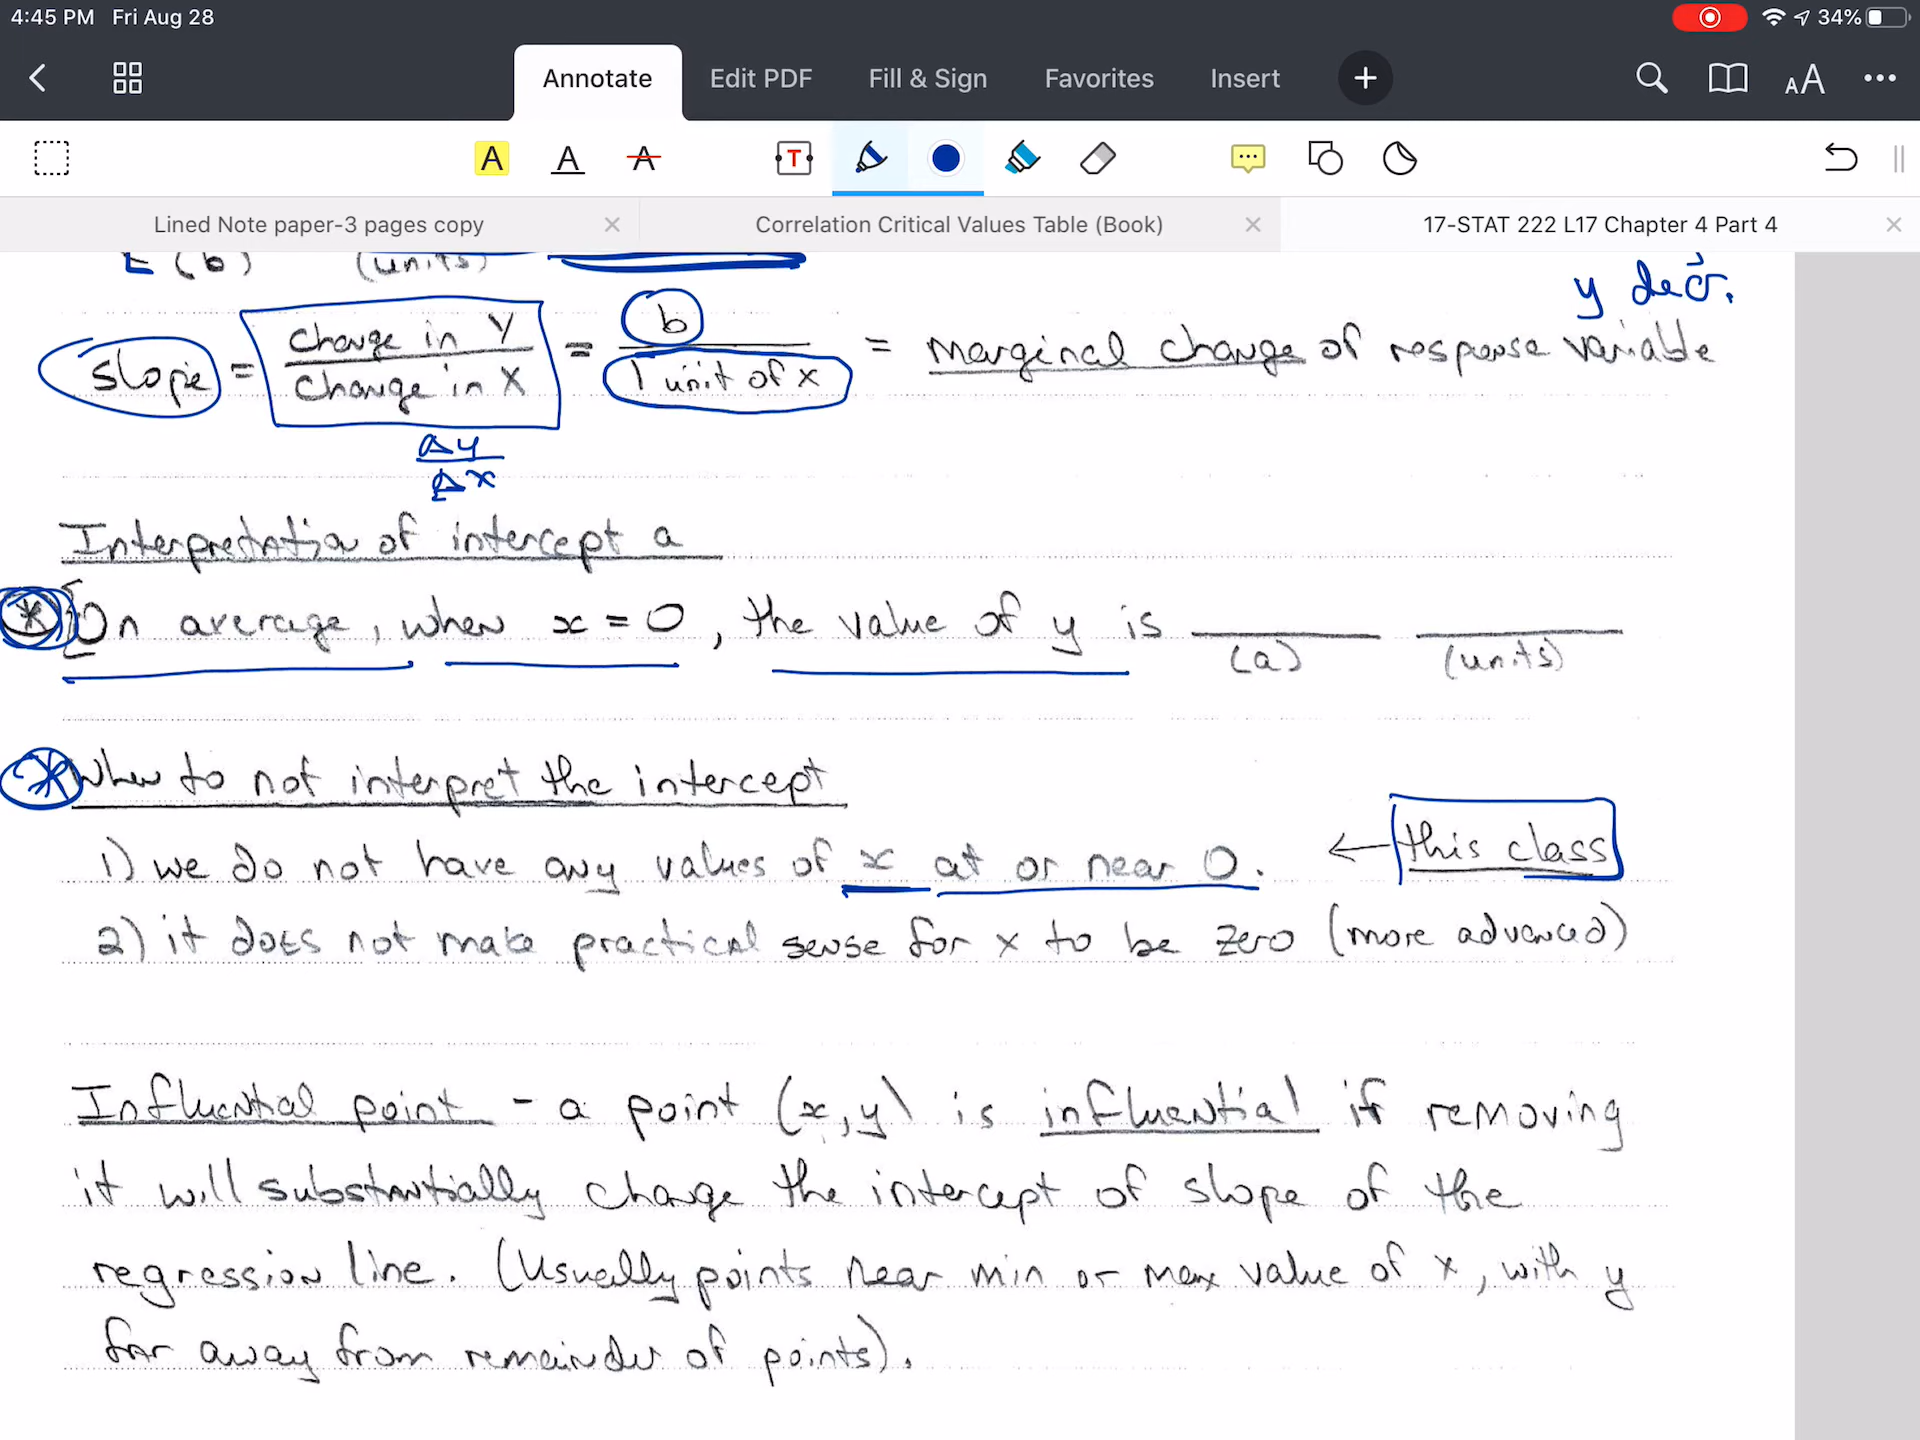 4:45 PM Fri Aug 28 34%
Annotate Edit PDF Fill & Sign Favorites Insert
AA
A A A T
Lined Note paper-3 pages copy Correlation Critical Values Table (Book) 17-STAT 222 L17 Chapter 4 Part 4
(b) (units)
y decr.
slope = change in Y / change in X = b / 1 unit of x = marginal change of response variable
Δy
Δx
Interpretation of intercept a
* On average, when x = 0, the value of y is ____ ____
(a) (units)
* When to not interpret the intercept
1) we do not have any values of x at or near 0. ← this class
2) it does not make practical sense for x to be zero (more advanced)
Influential point - a point (x,y) is influential if removing
it will substantially change the intercept of slope of the
regression line. (Usually points near min or max value of x, with y
far away from remainder of points).